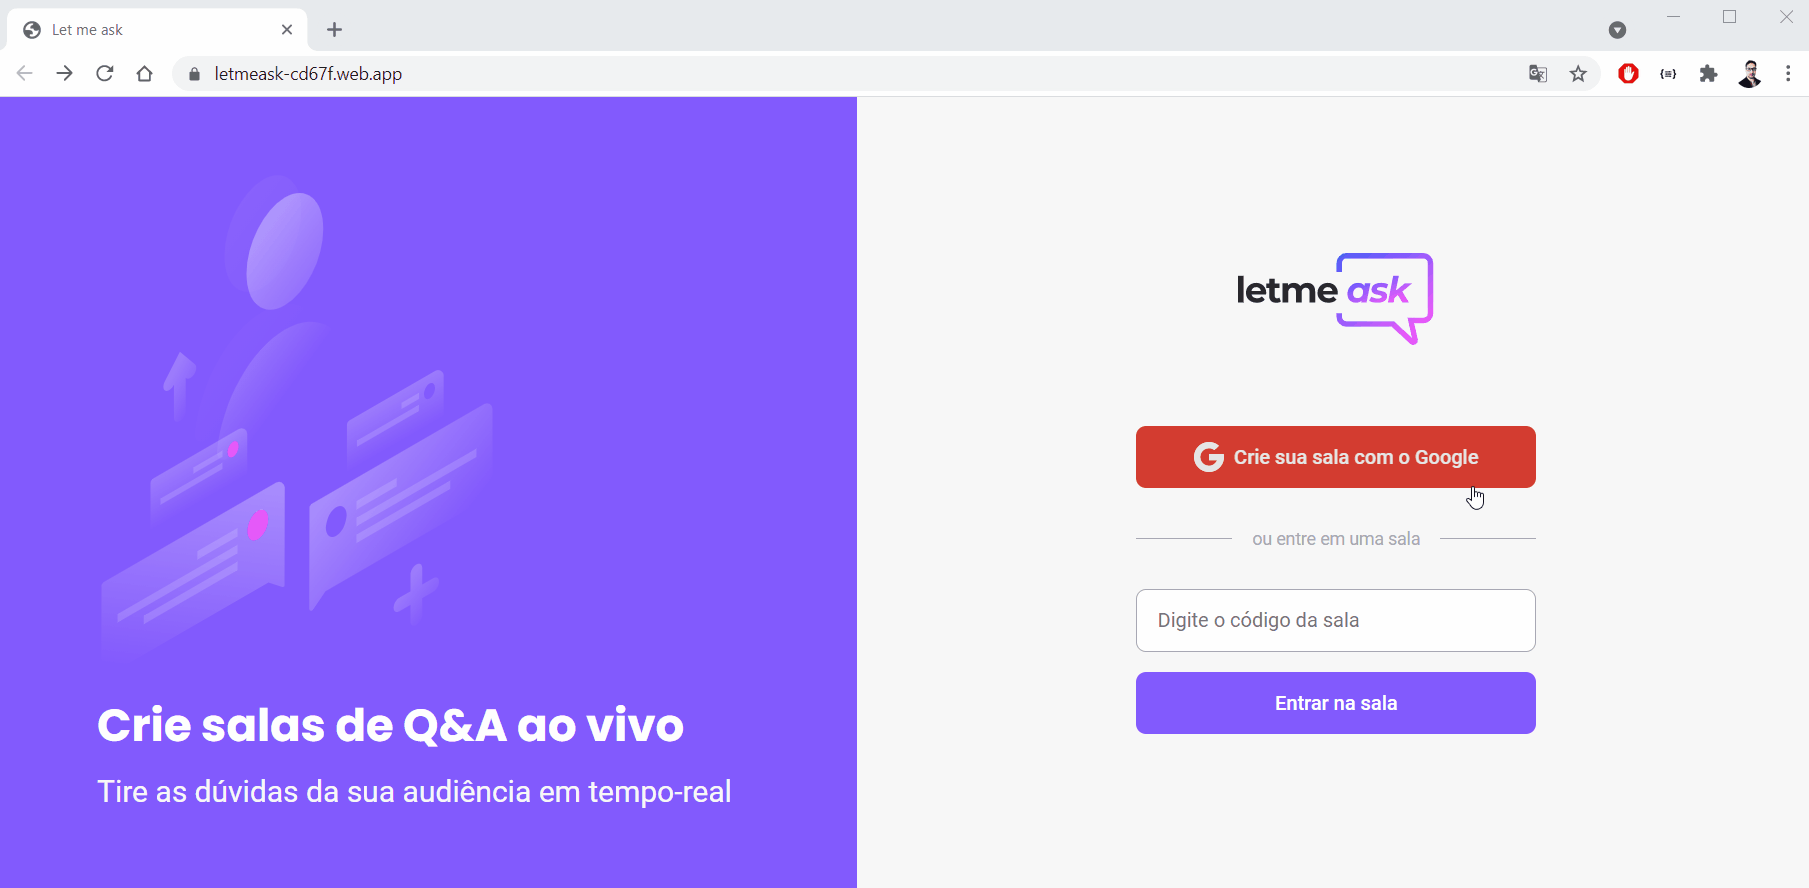 Let me ask
letmeask-cd67f.web.app
letme ask
Crie sua sala com o Google
ou entre em uma sala
Digite o código da sala
Entrar na sala
Crie salas de Q&A ao vivo
Tire as dúvidas da sua audiência em tempo-real